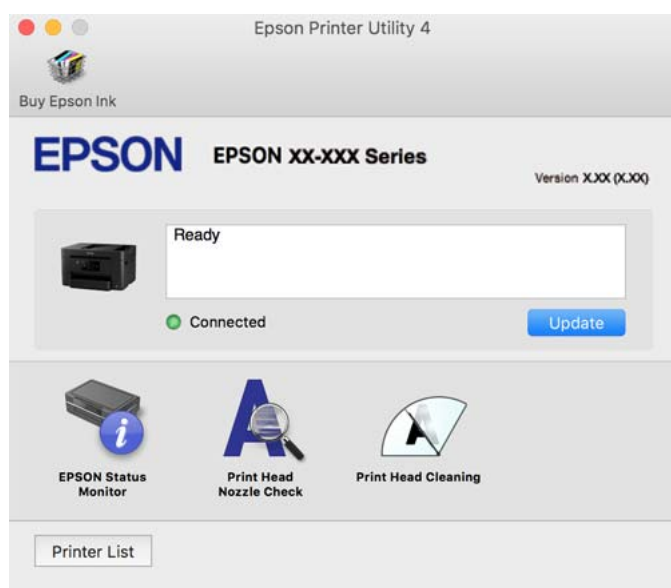 Epson Printer Utility 4
Buy Epson Ink
EPSON
EPSON XX-XXX Series
Version X.XX (X.XX)
Ready
Connected
Update
EPSON Status
Monitor
Print Head
Nozzle Check
Print Head Cleaning
Printer List